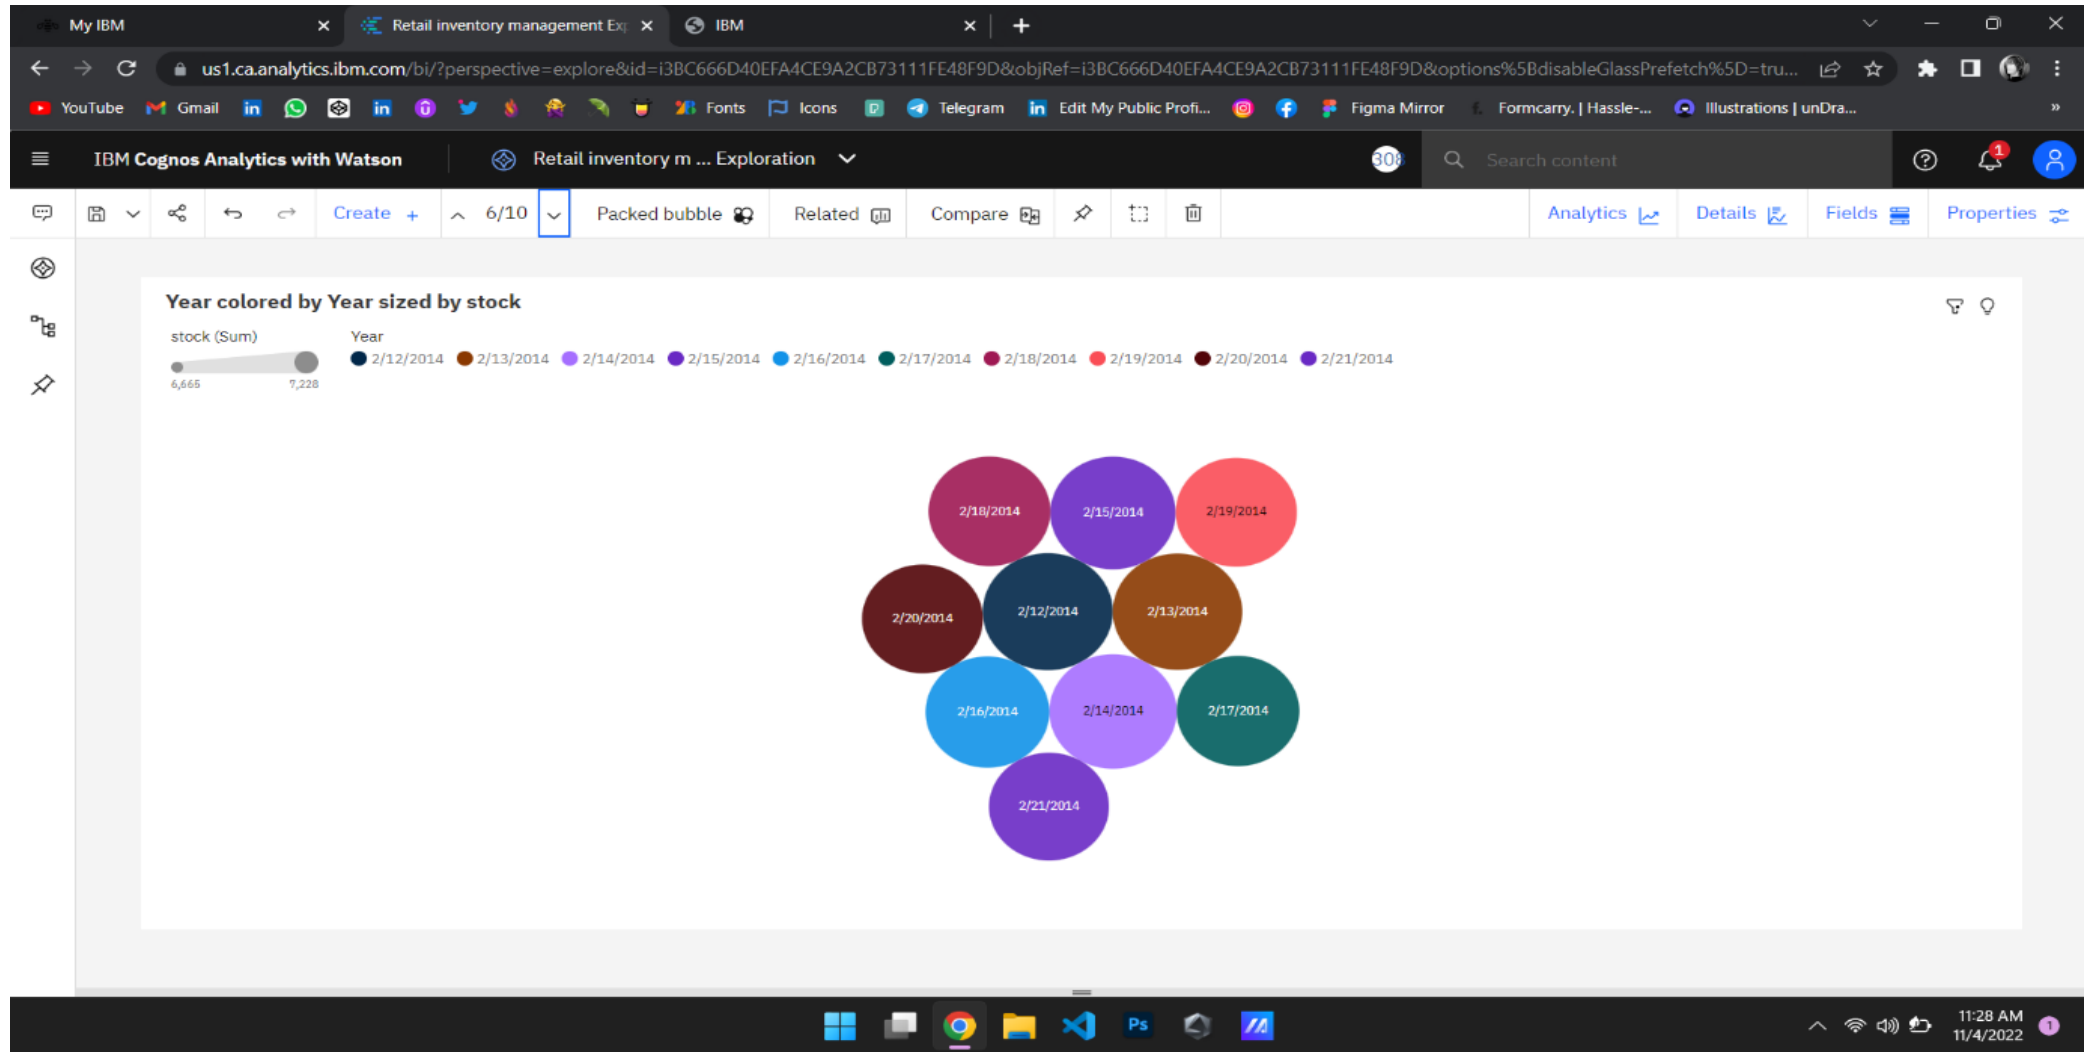 My IBM
Retail inventory management Ex
IBM
us1.ca.analytics.ibm.com/bi/?perspective=explore&id=i3BC666D40EFA4CE9A2CB73111FE48F9D&objRef=i3BC666D40EFA4CE9A2CB73111FE48F9D&options%5BdisableGlassPrefetch%5D=tru...
YouTube Gmail Fonts Icons Telegram Edit My Public Profi... Figma Mirror Formcarry. | Hassle-... Illustrations | unDra... »
IBM Cognos Analytics with Watson Retail inventory m ... Exploration 308 Search content 1
Create + 6/10 Packed bubble Related Compare Analytics Details Fields Properties
Year colored by Year sized by stock
stock (Sum) Year
2/12/2014 2/13/2014 2/14/2014 2/15/2014 2/16/2014 2/17/2014 2/18/2014 2/19/2014 2/20/2014 2/21/2014
6,665 7,228
2/18/2014 2/15/2014 2/19/2014
2/20/2014 2/12/2014 2/13/2014
2/16/2014 2/14/2014 2/17/2014
2/21/2014
Ps
11:28 AM
11/4/2022
1